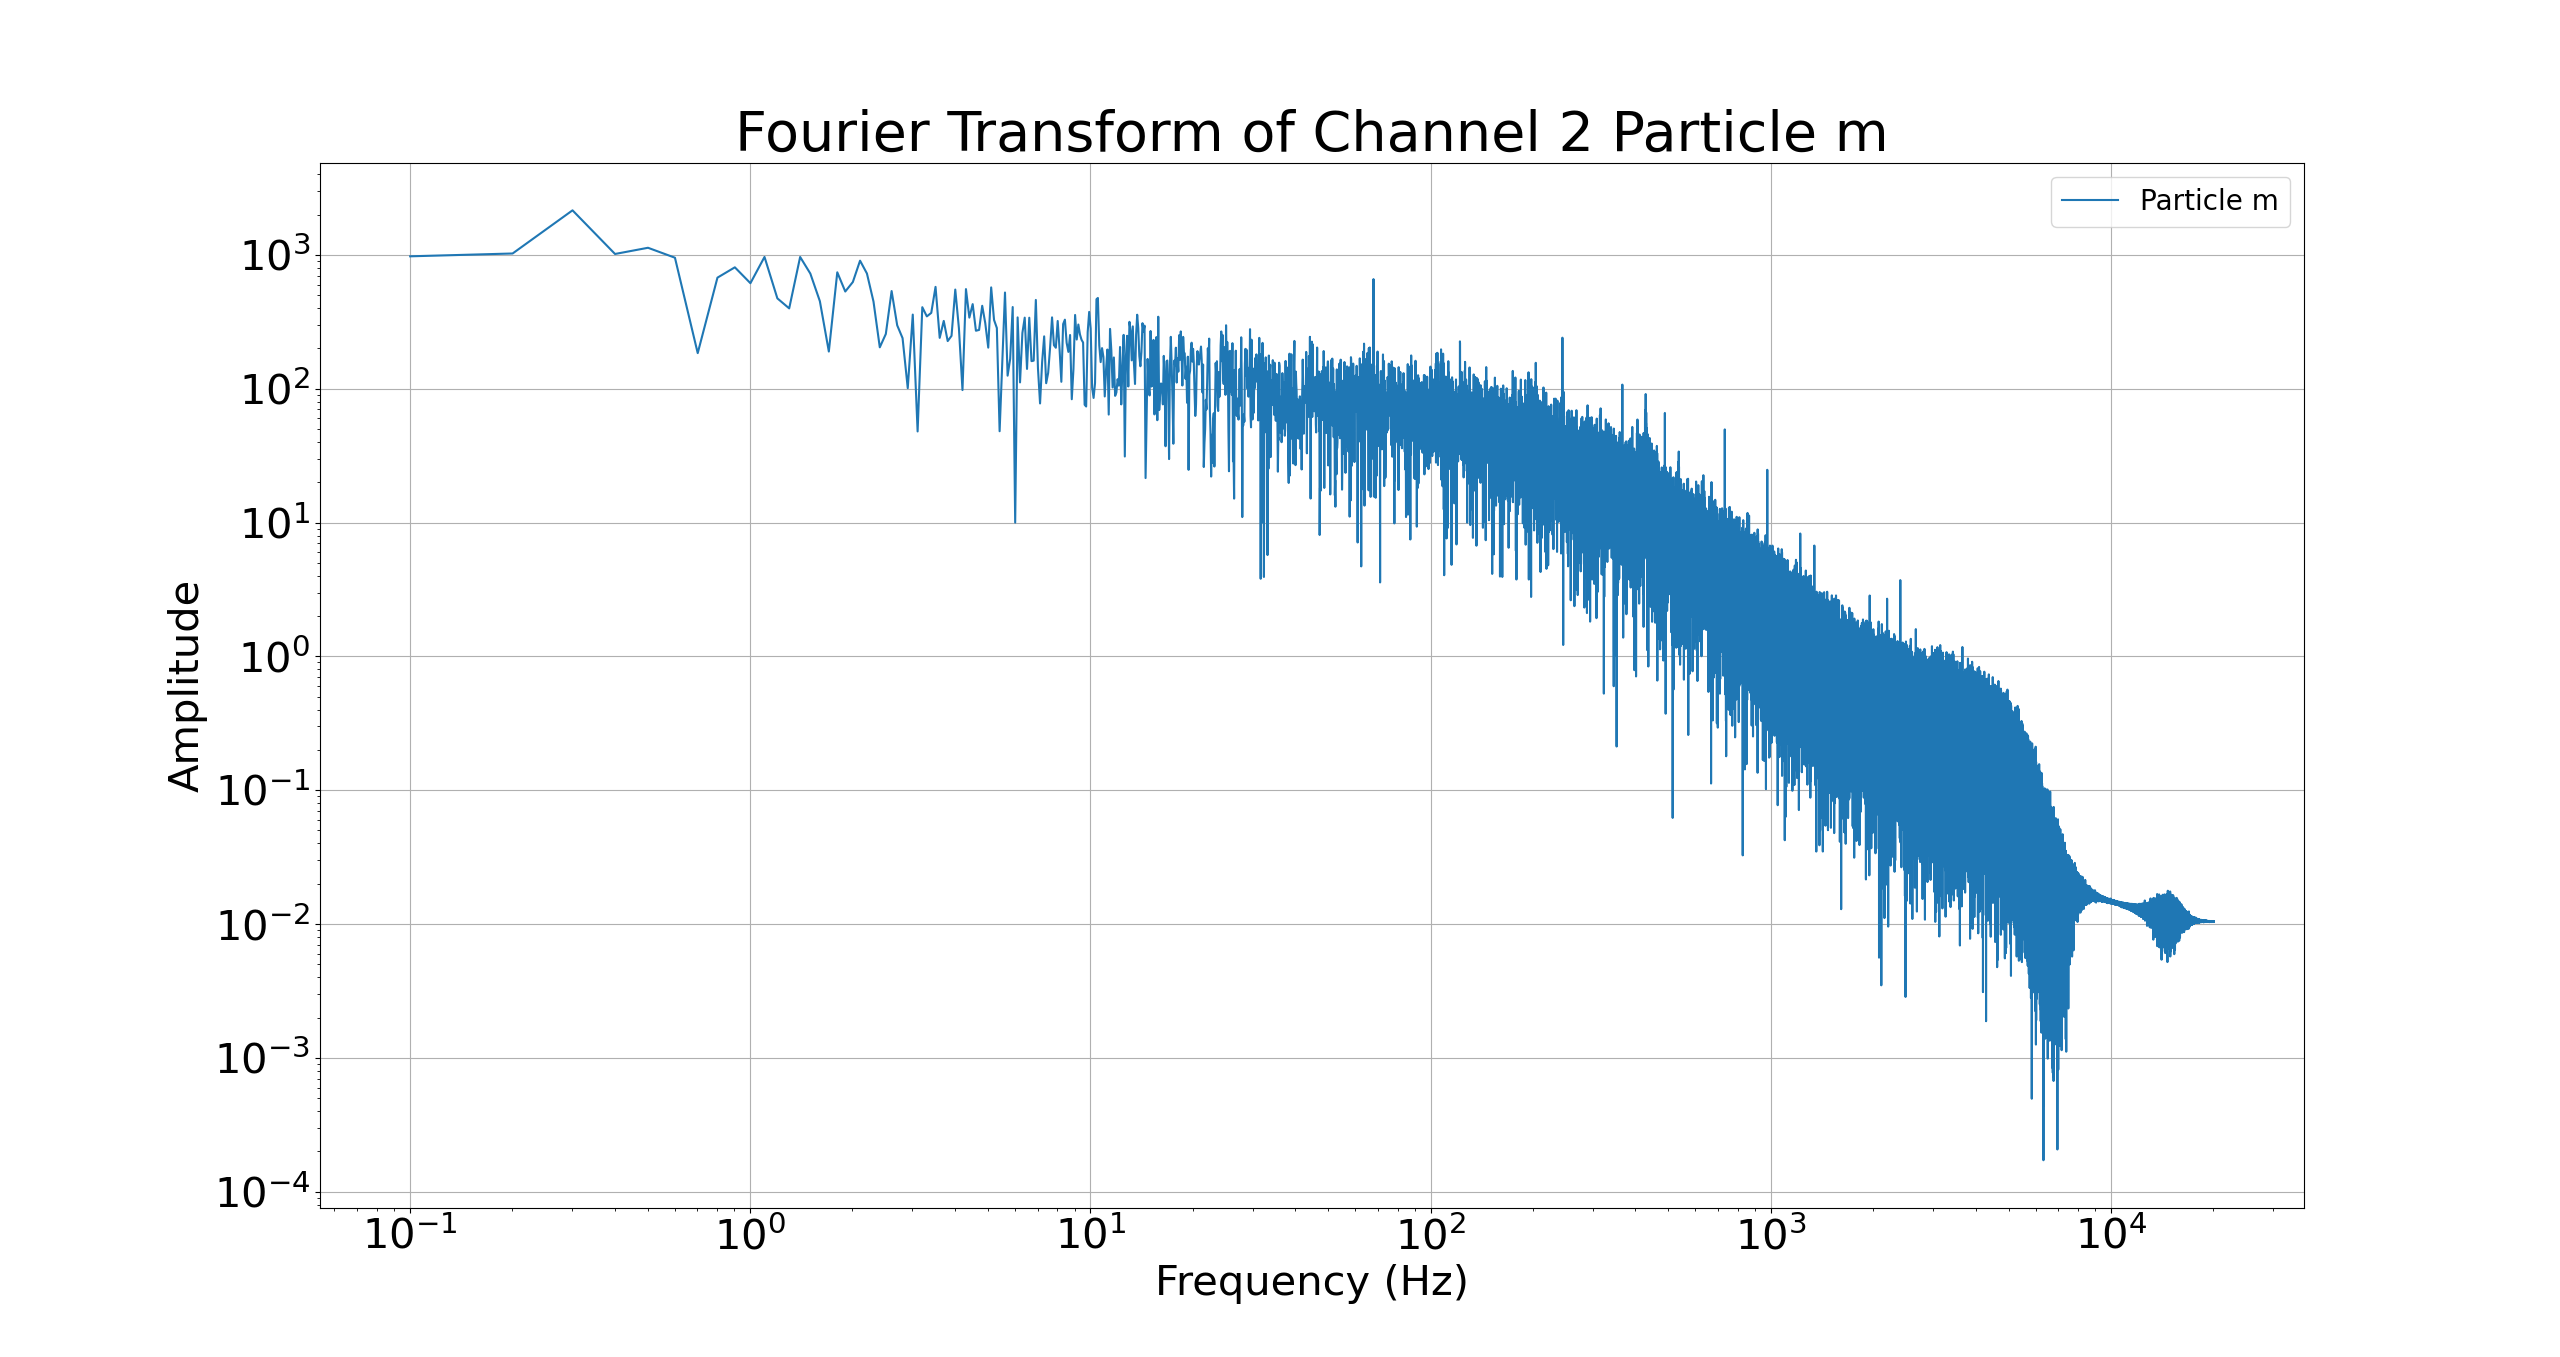 Fourier Transform of Channel 2 Particle m
Particle m
Amplitude
10³
10²
10¹
10⁰
10⁻¹
10⁻²
10⁻³
10⁻⁴
10⁻¹ 10⁰ 10¹ 10² 10³ 10⁴
Frequency (Hz)